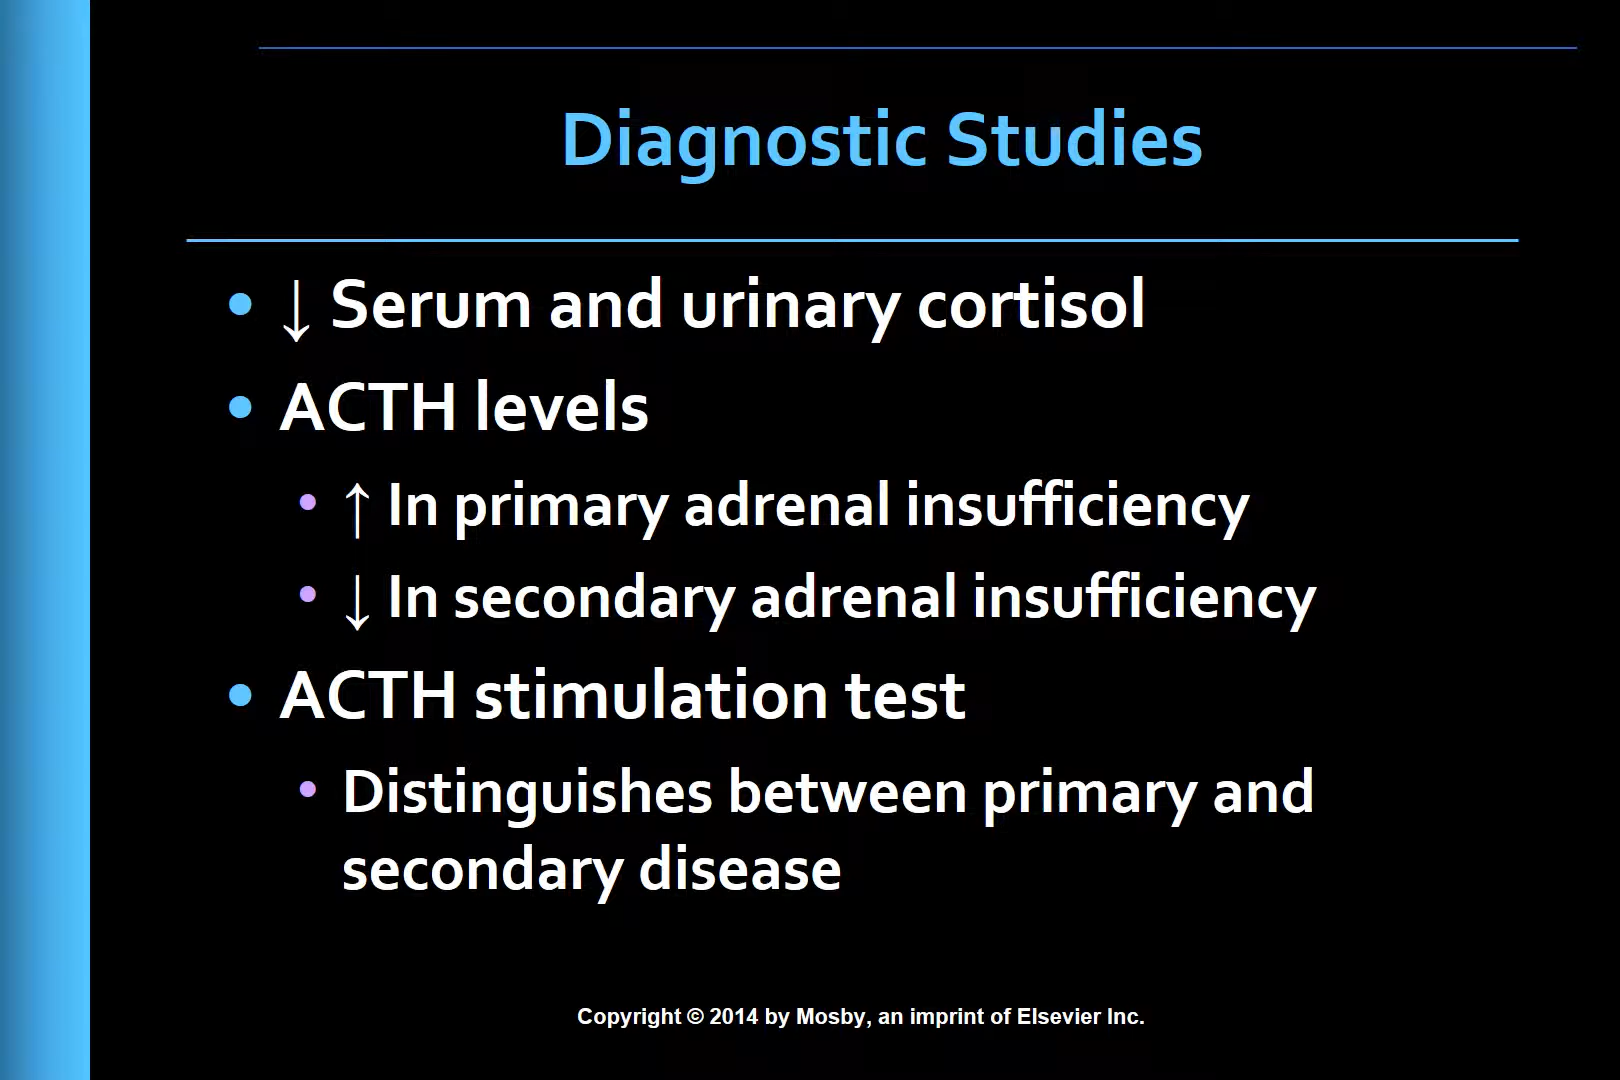 Diagnostic Studies
• ↓ Serum and urinary cortisol
• ACTH levels
• ↑ In primary adrenal insufficiency
• ↓ In secondary adrenal insufficiency
• ACTH stimulation test
• Distinguishes between primary and
secondary disease
Copyright © 2014 by Mosby, an imprint of Elsevier Inc.